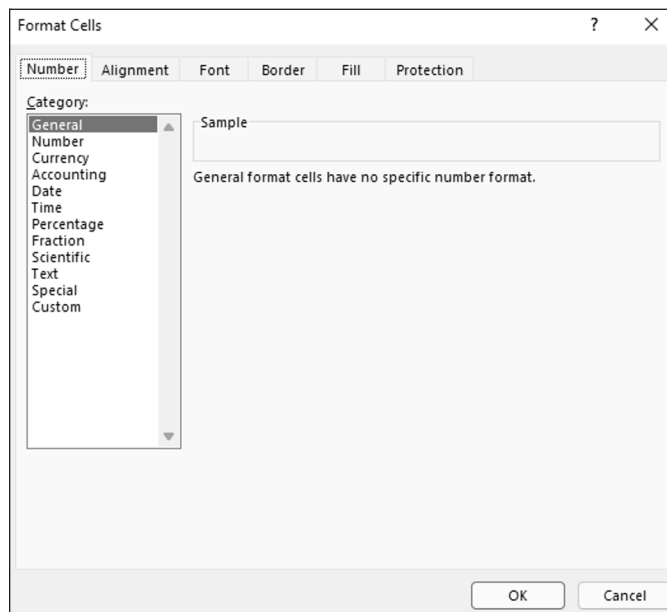 Format Cells ? ×
Number Alignment Font Border Fill Protection
Category:
General
Number
Currency
Accounting
Date
Time
Percentage
Fraction
Scientific
Text
Special
Custom
Sample
General format cells have no specific number format.
OK Cancel